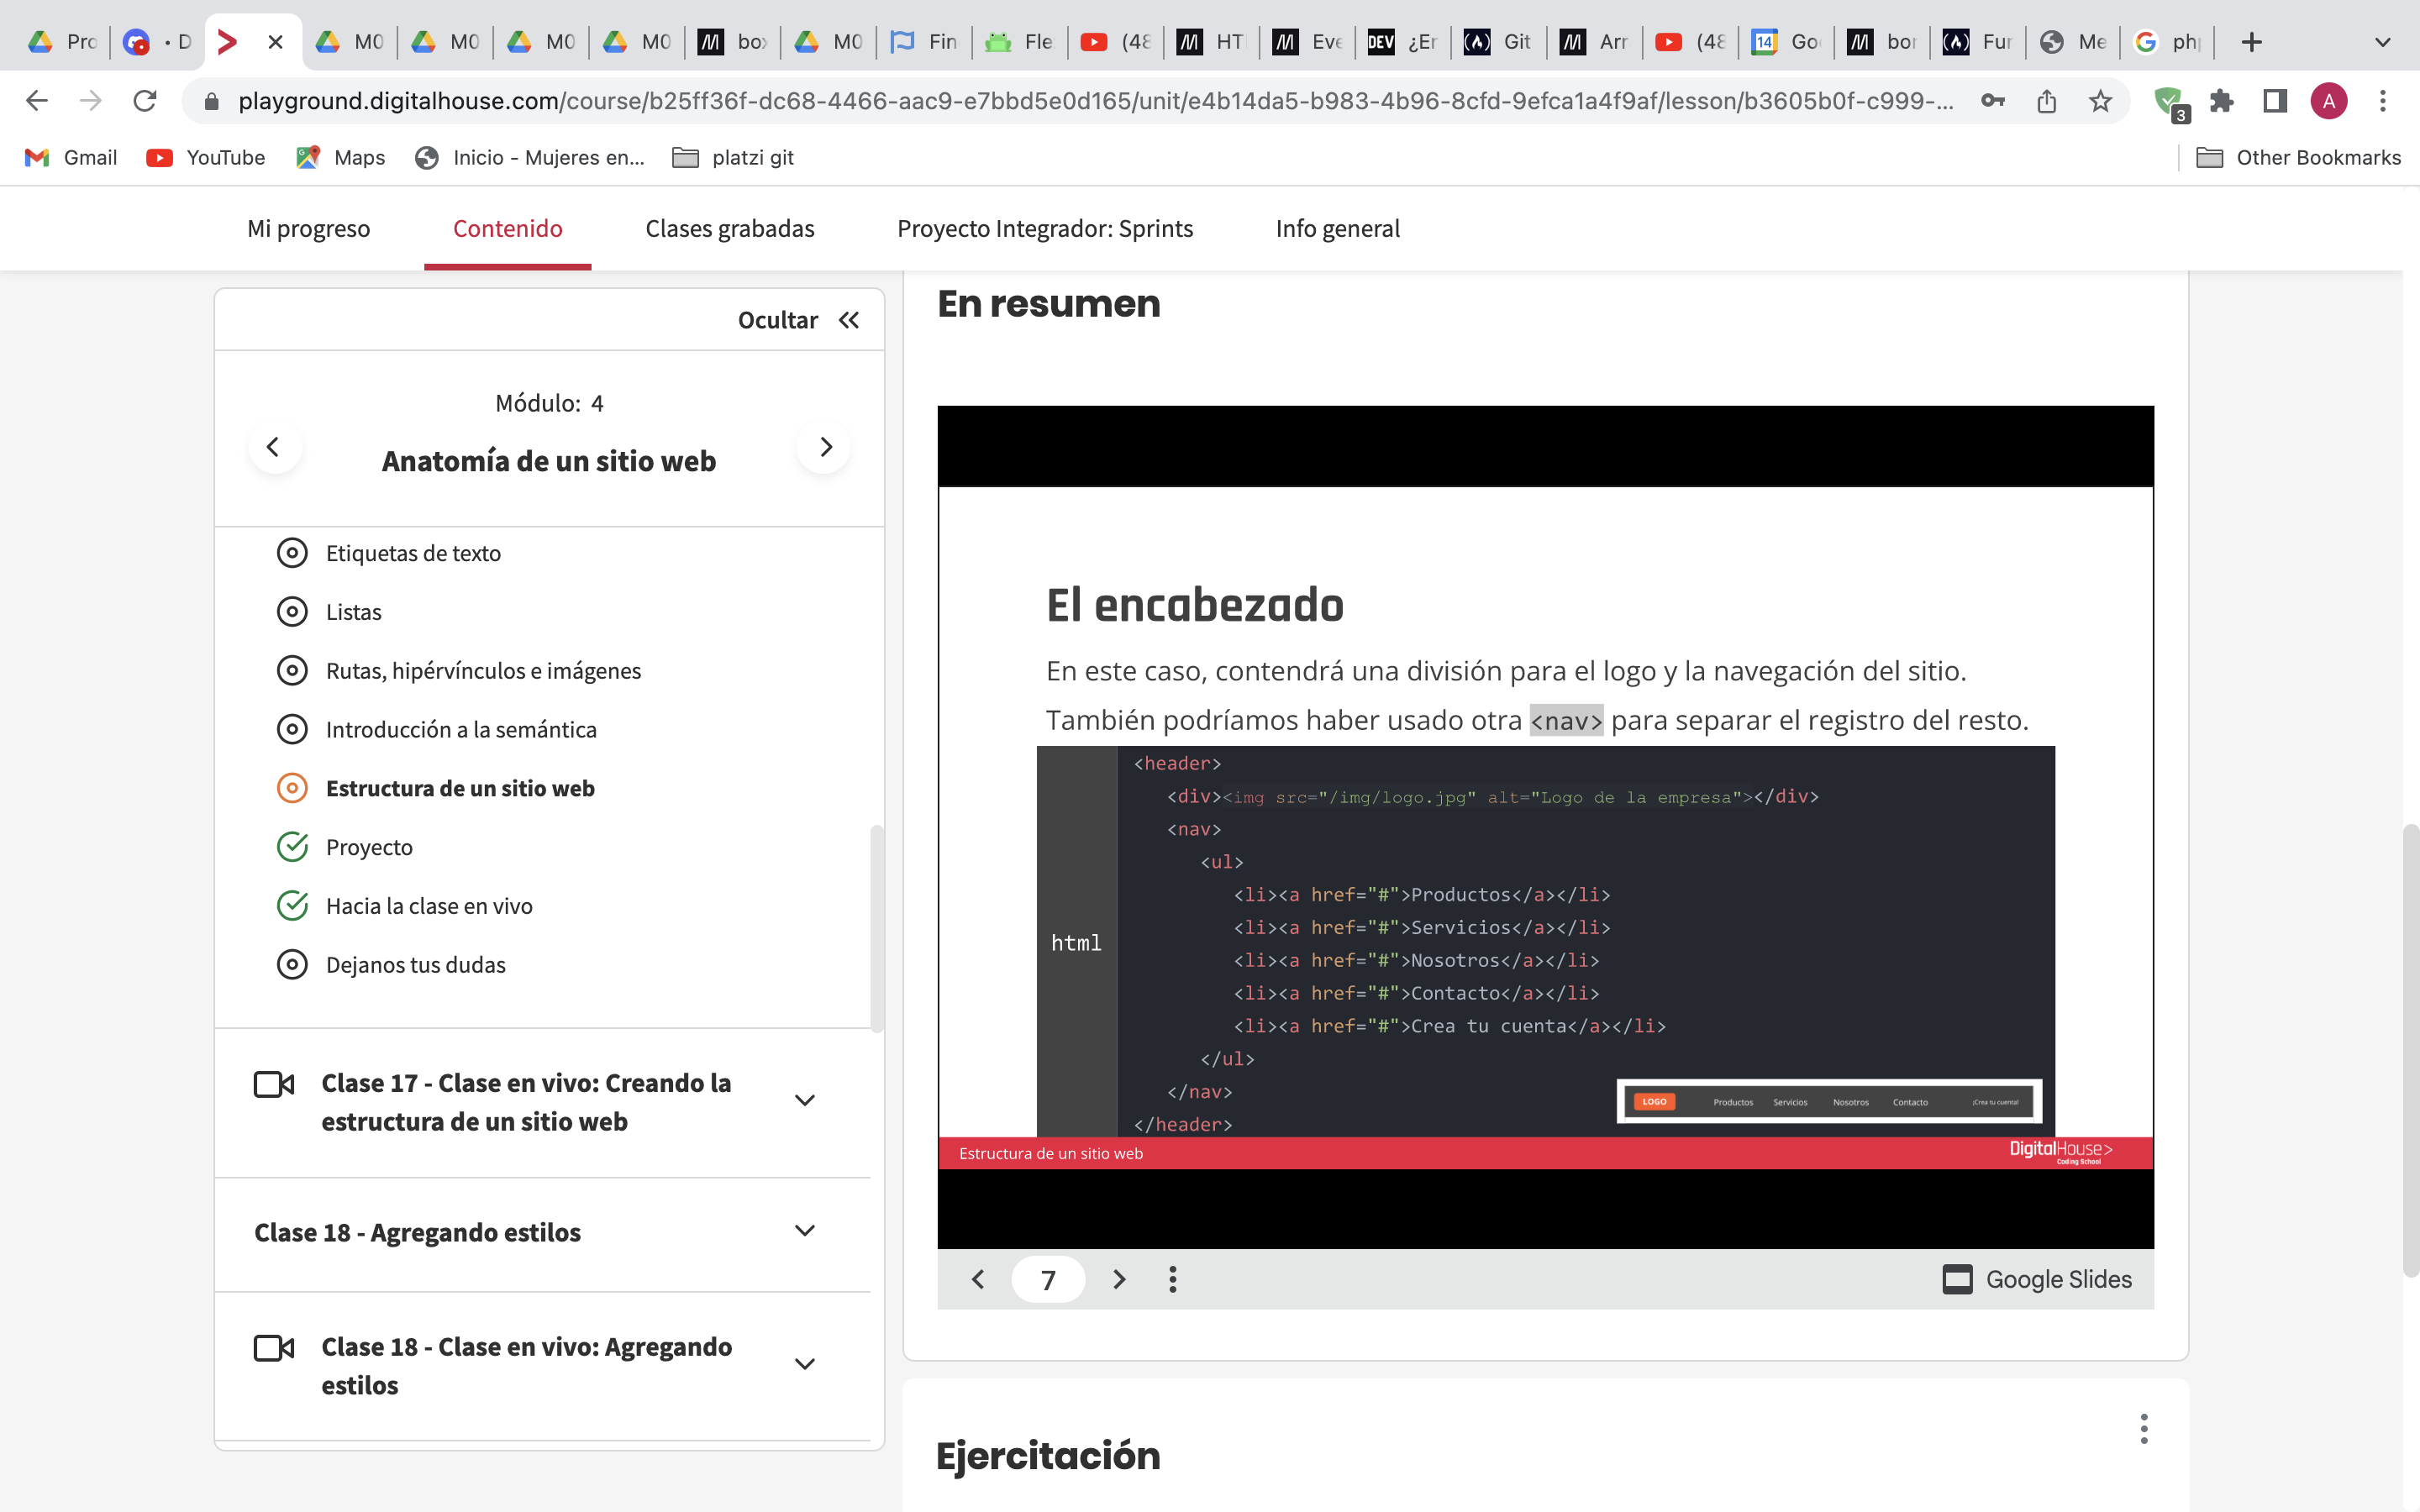 Pro
D
M0
M0
M0
M0
box
M0
Fin
Fle
(48
HT
Eve
¿Er
Git
Arr
(48
Go
bor
Fur
Me
ph
playground.digitalhouse.com/course/b25ff36f-dc68-4466-aac9-e7bbd5e0d165/unit/e4b14da5-b983-4b96-8cfd-9efca1a4f9af/lesson/b3605b0f-c999-...
3
A
Gmail
YouTube
Maps
Inicio - Mujeres en...
platzi git
Other Bookmarks
Mi progreso
Contenido
Clases grabadas
Proyecto Integrador: Sprints
Info general
Ocultar
Módulo: 4
Anatomía de un sitio web
Etiquetas de texto
Listas
Rutas, hipérvínculos e imágenes
Introducción a la semántica
Estructura de un sitio web
Proyecto
Hacia la clase en vivo
Dejanos tus dudas
Clase 17 - Clase en vivo: Creando la
estructura de un sitio web
Clase 18 - Agregando estilos
Clase 18 - Clase en vivo: Agregando
estilos
En resumen
El encabezado
En este caso, contendrá una división para el logo y la navegación del sitio.
También podríamos haber usado otra <nav> para separar el registro del resto.
html
<header>
<div><img src="/img/logo.jpg" alt="Logo de la empresa"></div>
<nav>
<ul>
<li><a href="#">Productos</a></li>
<li><a href="#">Servicios</a></li>
<li><a href="#">Nosotros</a></li>
<li><a href="#">Contacto</a></li>
<li><a href="#">Crea tu cuenta</a></li>
</ul>
</nav>
</header>
LOGO Productos Servicios Nosotros Contacto ¡Crea tu cuenta!
Estructura de un sitio web
DigitalHouse>
Coding School
7
Google Slides
Ejercitación